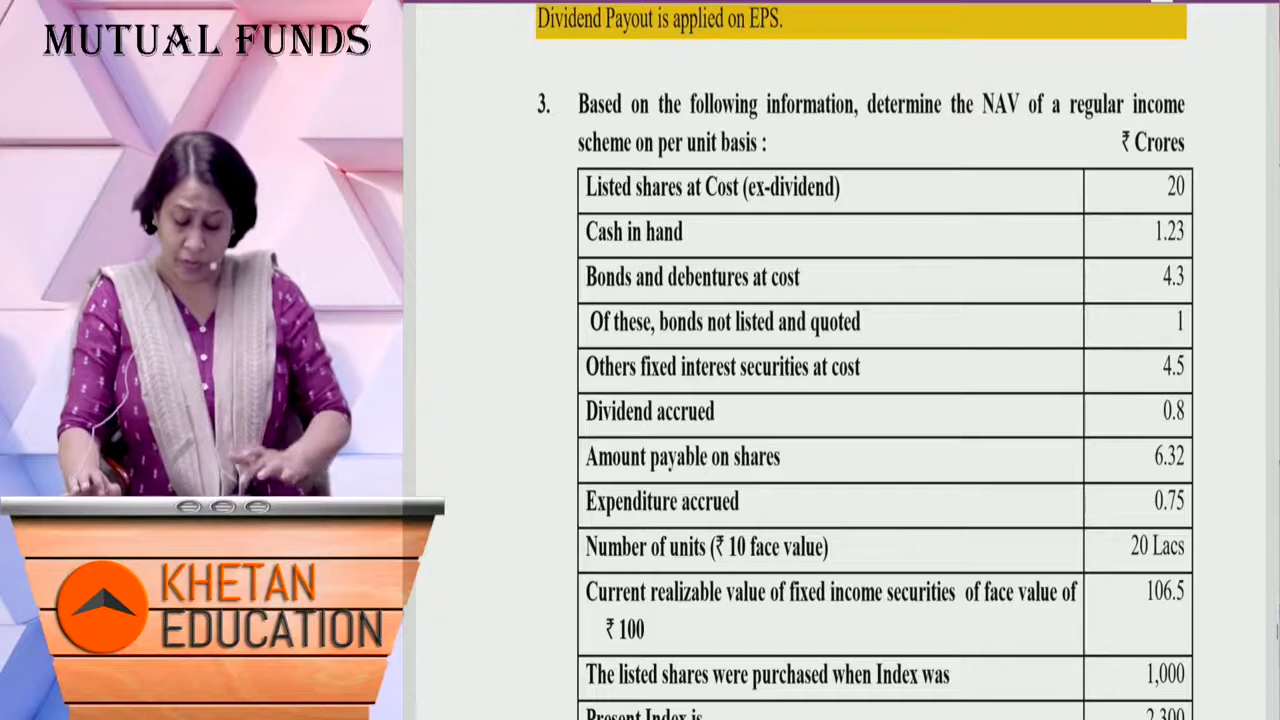 MUTUAL FUNDS
Dividend Payout is applied on EPS.
3. Based on the following information, determine the NAV of a regular income
scheme on per unit basis : ₹ Crores
Listed shares at Cost (ex-dividend) 20
Cash in hand 1.23
Bonds and debentures at cost 4.3
Of these, bonds not listed and quoted 1
Others fixed interest securities at cost 4.5
Dividend accrued 0.8
Amount payable on shares 6.32
Expenditure accrued 0.75
Number of units (₹ 10 face value) 20 Lacs
Current realizable value of fixed income securities of face value of 106.5
₹ 100
The listed shares were purchased when Index was 1,000
Present Index is 2,300
KHETAN
EDUCATION